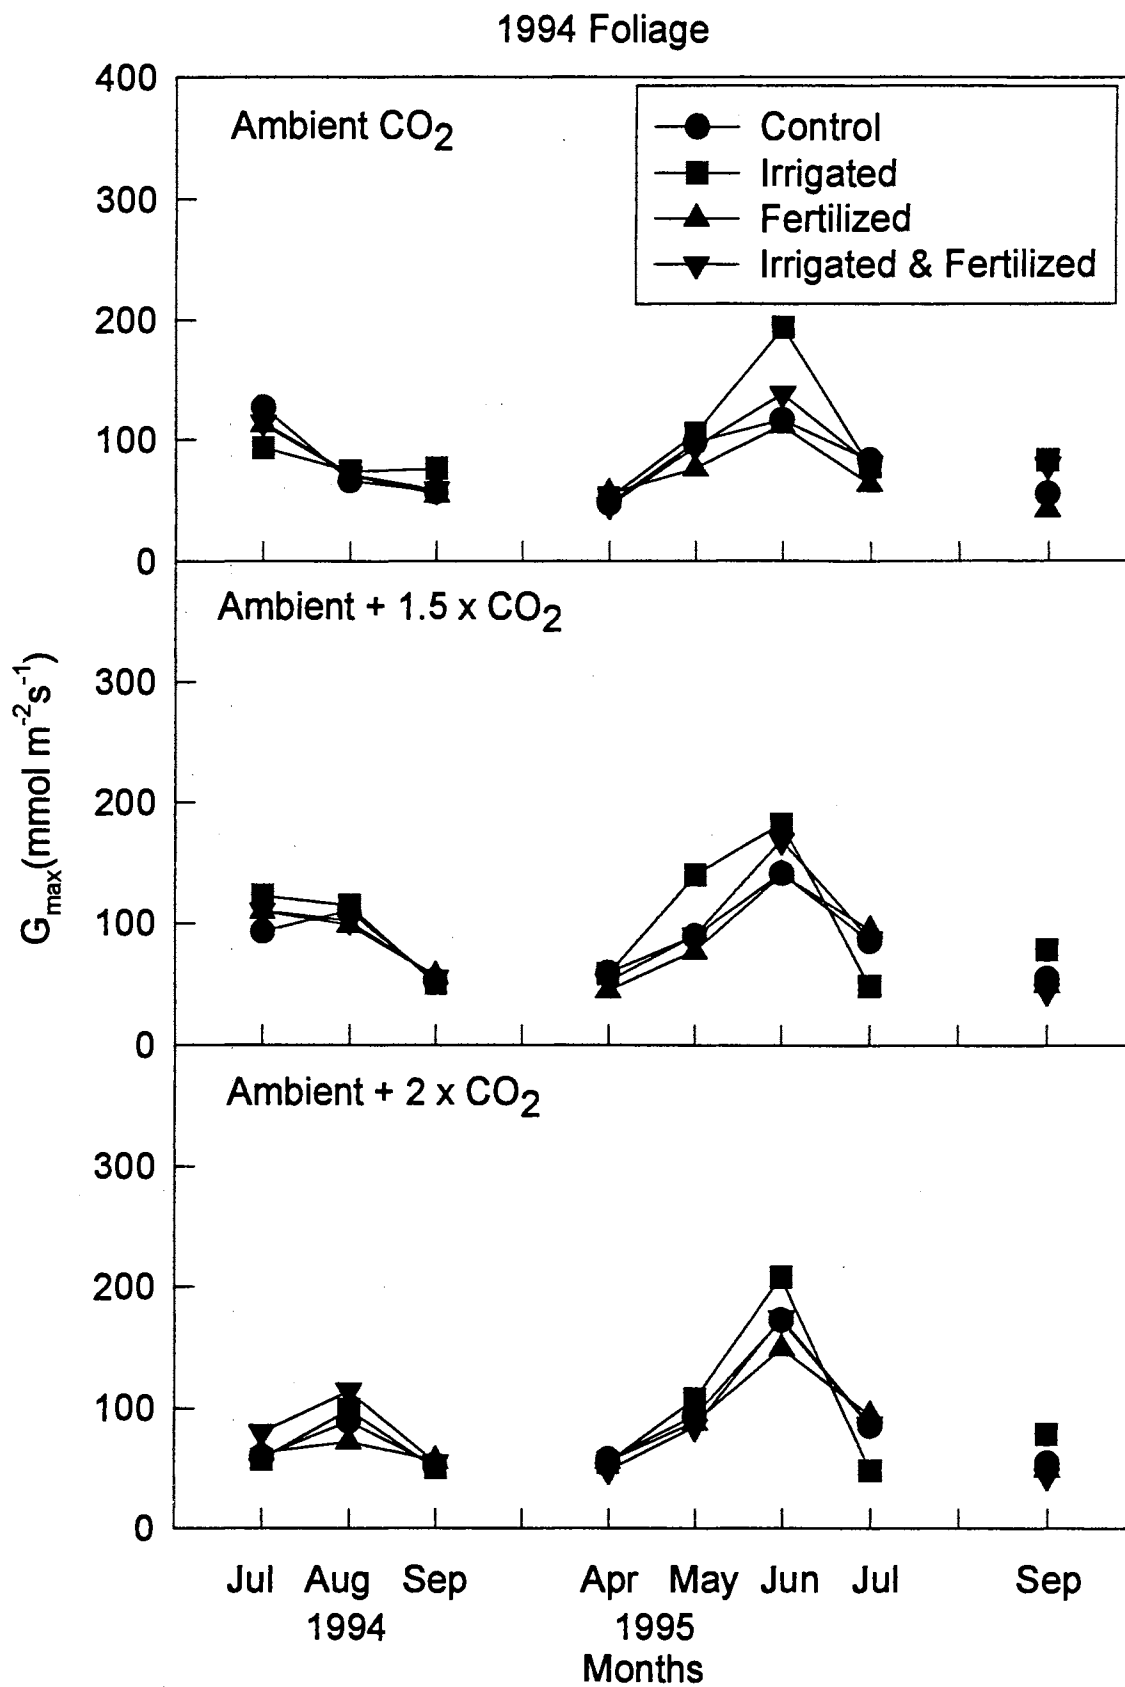 1994 Foliage
400
300
200
100
0
Ambient CO2
Control
Irrigated
Fertilized
Irrigated & Fertilized
Ambient + 1.5 x CO2
300
200
100
0
Gmax(mmol m-2s-1)
Ambient + 2 x CO2
300
200
100
0
Jul Aug Sep Apr May Jun Jul Sep
1994 1995
Months